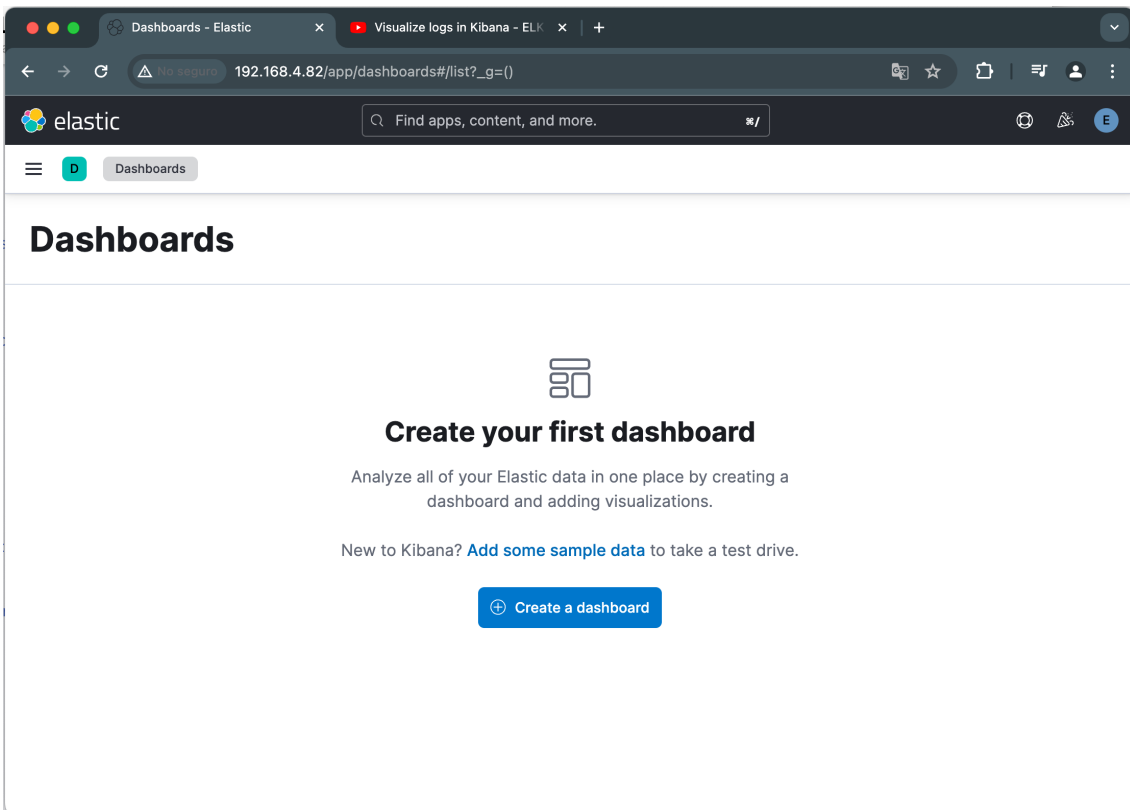 Dashboards - Elastic
Visualize logs in Kibana - ELK
No seguro
192.168.4.82/app/dashboards#/list?_g=()
elastic
Find apps, content, and more.
⌘/
E
D
Dashboards
Dashboards
Create your first dashboard
Analyze all of your Elastic data in one place by creating a
dashboard and adding visualizations.
New to Kibana? Add some sample data to take a test drive.
Create a dashboard